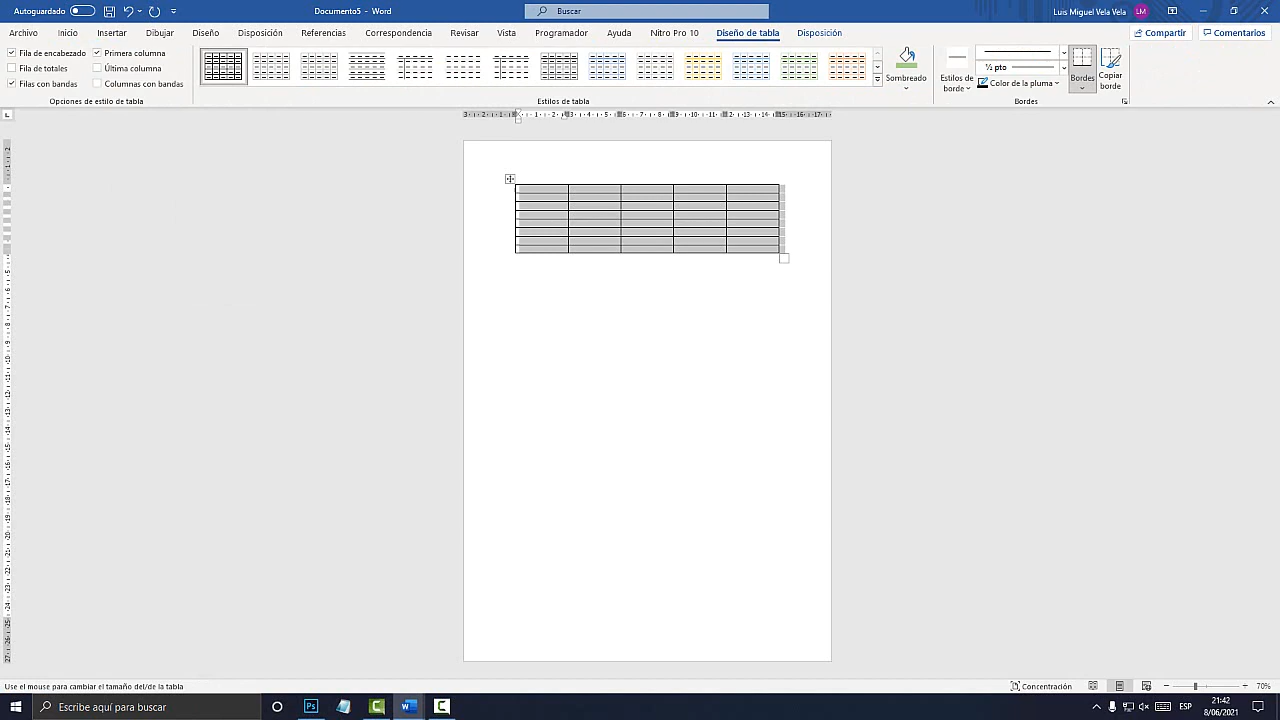 Autoguardado
Documento5 - Word
Buscar
Luis Miguel Vela Vela
LM
Archivo Inicio Insertar Dibujar Diseño Disposición Referencias Correspondencia Revisar Vista Programador Ayuda Nitro Pro 10 Diseño de tabla Disposición
Compartir
Comentarios
Fila de encabezado
Primera columna
Fila de totales
Última columna
Filas con bandas
Columnas con bandas
Opciones de estilo de tabla
Estilos de tabla
Sombreado
Estilos de
borde
½ pto
Color de la pluma
Bordes
Copiar
borde
Bordes
Use el mouse para cambiar el tamaño del/de la tabla
Concentración
70%
Escribe aquí para buscar
Ps
ESP
21:42
8/06/2021